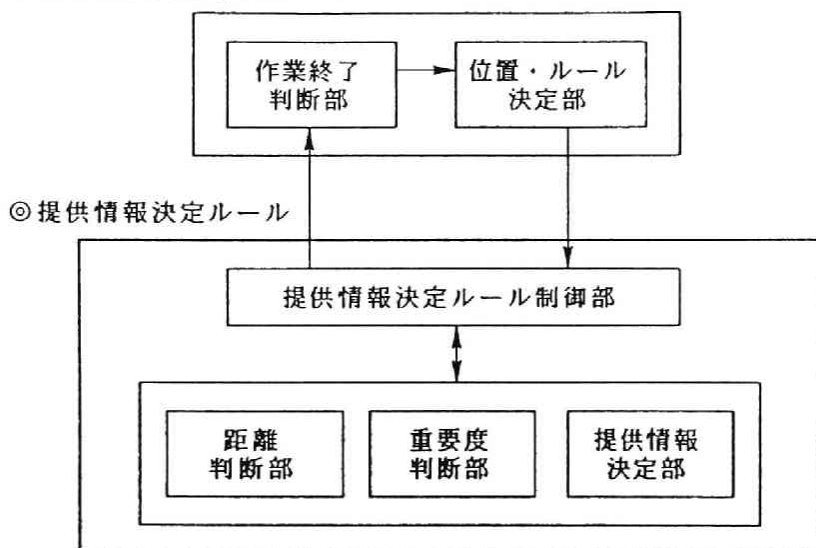 作業終了
判断部
位置・ルール
決定部
◎提供情報決定ルール
提供情報決定ルール制御部
距離
判断部
重要度
判断部
提供情報
決定部